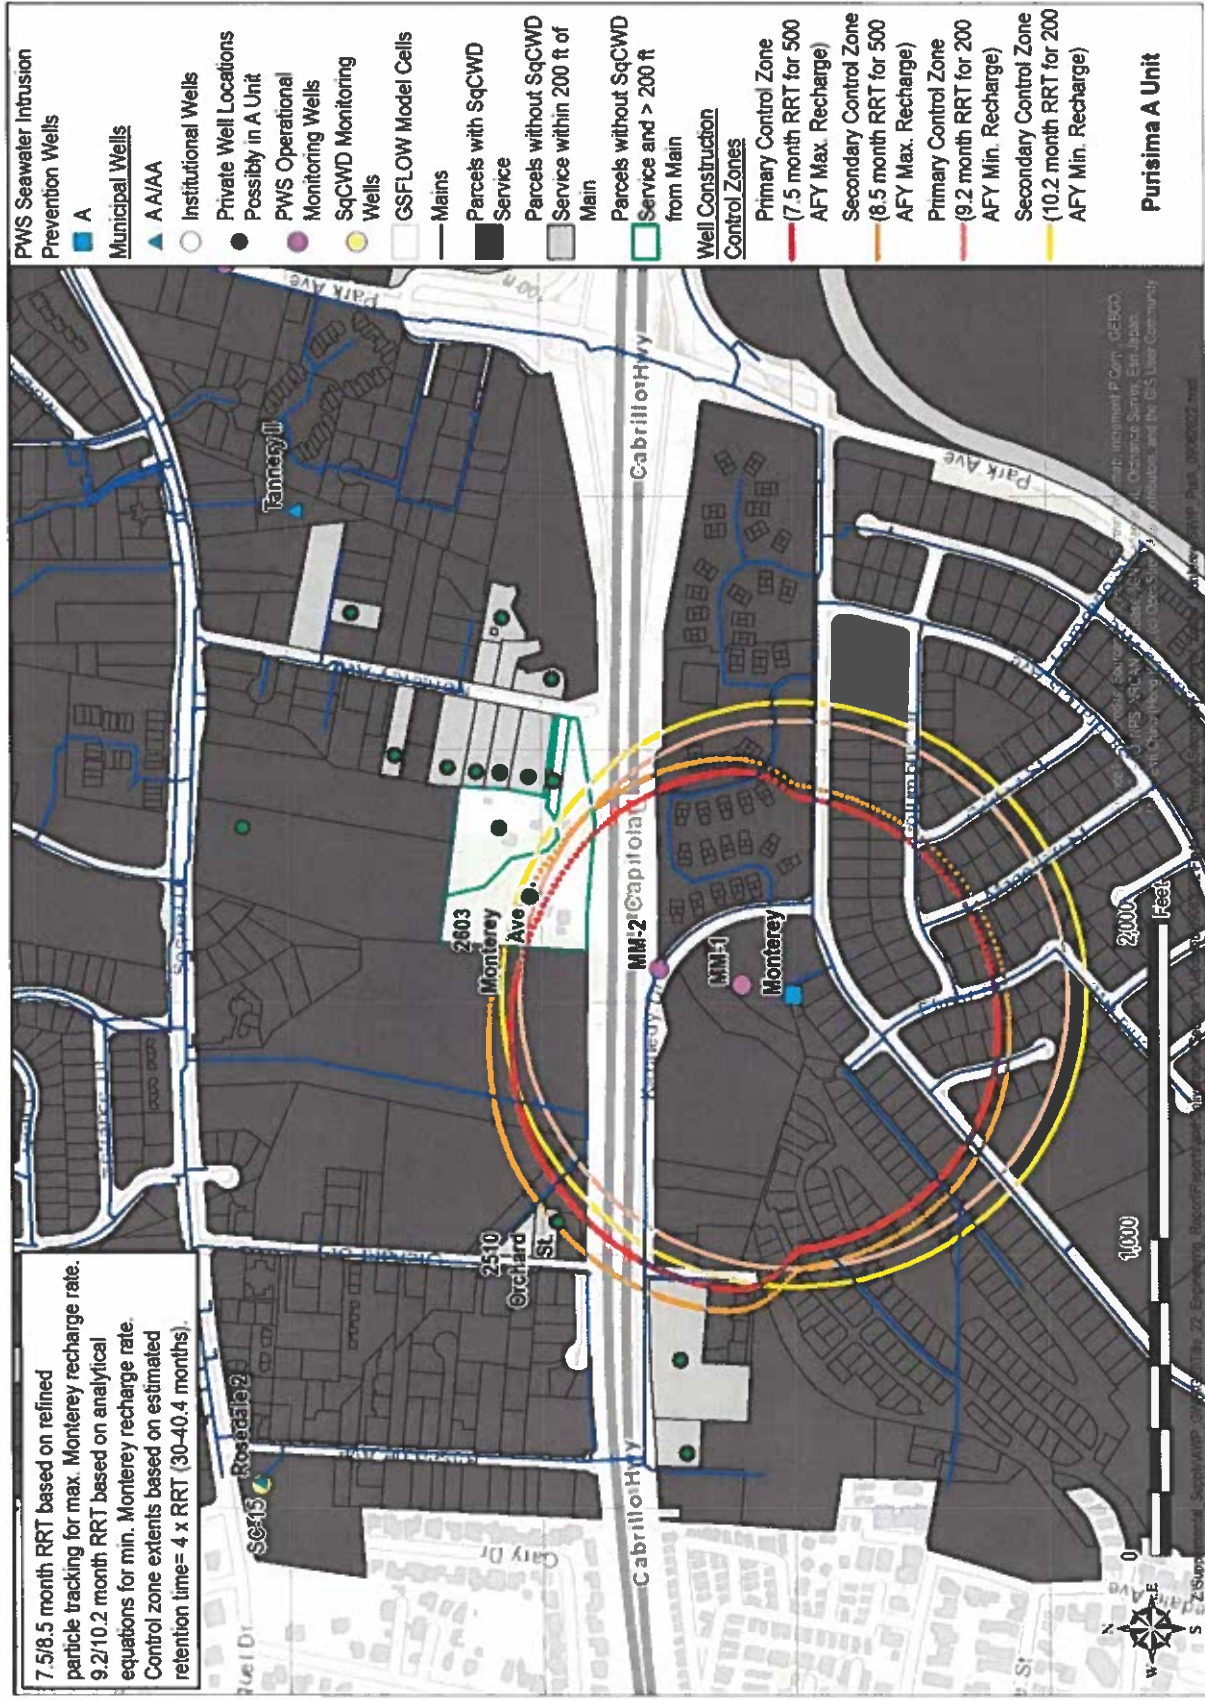 7.5/8.5 month RRT based on refined
particle tracking for max. Monterey recharge rate.
9.2/10.2 month RRT based on analytical
equations for min. Monterey recharge rate.
Control zone extents based on estimated
retention time= 4 x RRT (30-40.4 months).
SC-15
Rosedale 2
Tannery II
Park Ave
100 ft
2603
Monterey
Ave
2510
Orchard
St.
Cabrillo Hwy
Capitola
Cabrillo Hwy
MM-2
Kennedy Dr
MM-1
Monterey
Gary Dr
quel Dr
Park Ave
Columbus
St
0
1,000
2,000
Feet
N
W
E
S
PWS Seawater Intrusion
Prevention Wells
A
Municipal Wells
A AA/AA
Institutional Wells
Private Well Locations
Possibly in A Unit
PWS Operational
Monitoring Wells
SqCWD Monitoring
Wells
GSFLOW Model Cells
Mains
Parcels with SqCWD
Service
Parcels without SqCWD
Service within 200 ft of
Main
Parcels without SqCWD
Service and > 200 ft
from Main
Well Construction
Control Zones
Primary Control Zone
(7.5 month RRT for 500
AFY Max. Recharge)
Secondary Control Zone
(8.5 month RRT for 500
AFY Max. Recharge)
Primary Control Zone
(9.2 month RRT for 200
AFY Min. Recharge)
Secondary Control Zone
(10.2 month RRT for 200
AFY Min. Recharge)
Purisima A Unit